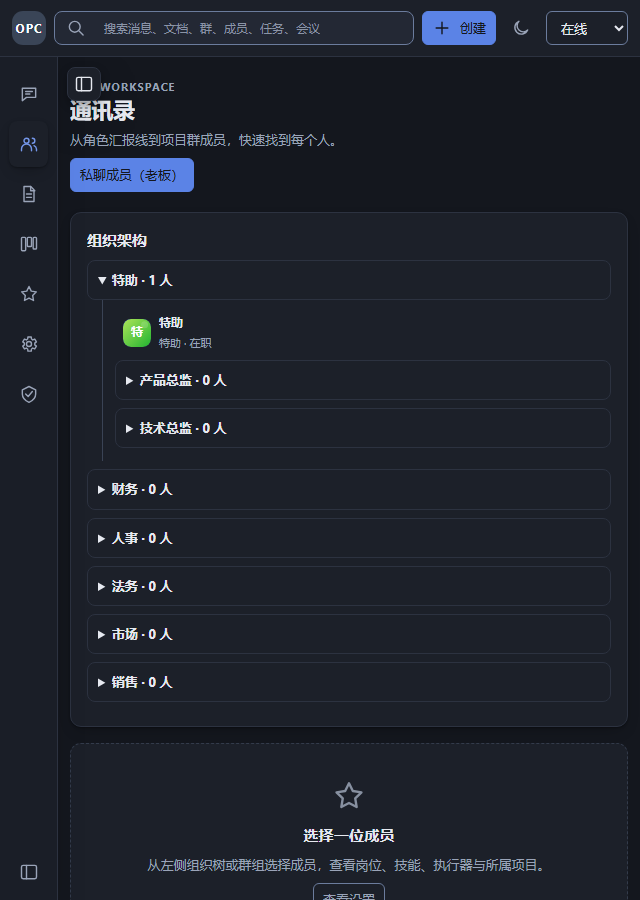 OPC
搜索消息、文档、群、成员、任务、会议
创建
在线
WORKSPACE
通讯录
从角色汇报线到项目群成员，快速找到每个人。
私聊成员（老板）
组织架构
特助 · 1 人
特
特助
特助 · 在职
产品总监 · 0 人
技术总监 · 0 人
财务 · 0 人
人事 · 0 人
法务 · 0 人
市场 · 0 人
销售 · 0 人
选择一位成员
从左侧组织树或群组选择成员，查看岗位、技能、执行器与所属项目。
查看设置